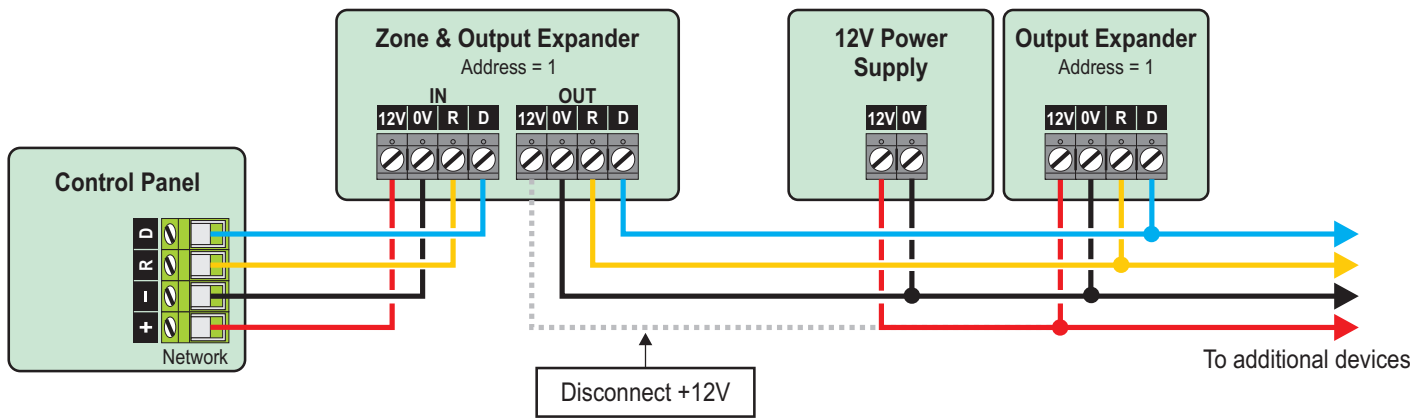 Zone & Output Expander
Address = 1
IN
OUT
12V 0V R D
12V 0V R D
12V Power
Supply
12V 0V
Output Expander
Address = 1
12V 0V R D
Control Panel
D
R
–
+
Network
Disconnect +12V
To additional devices